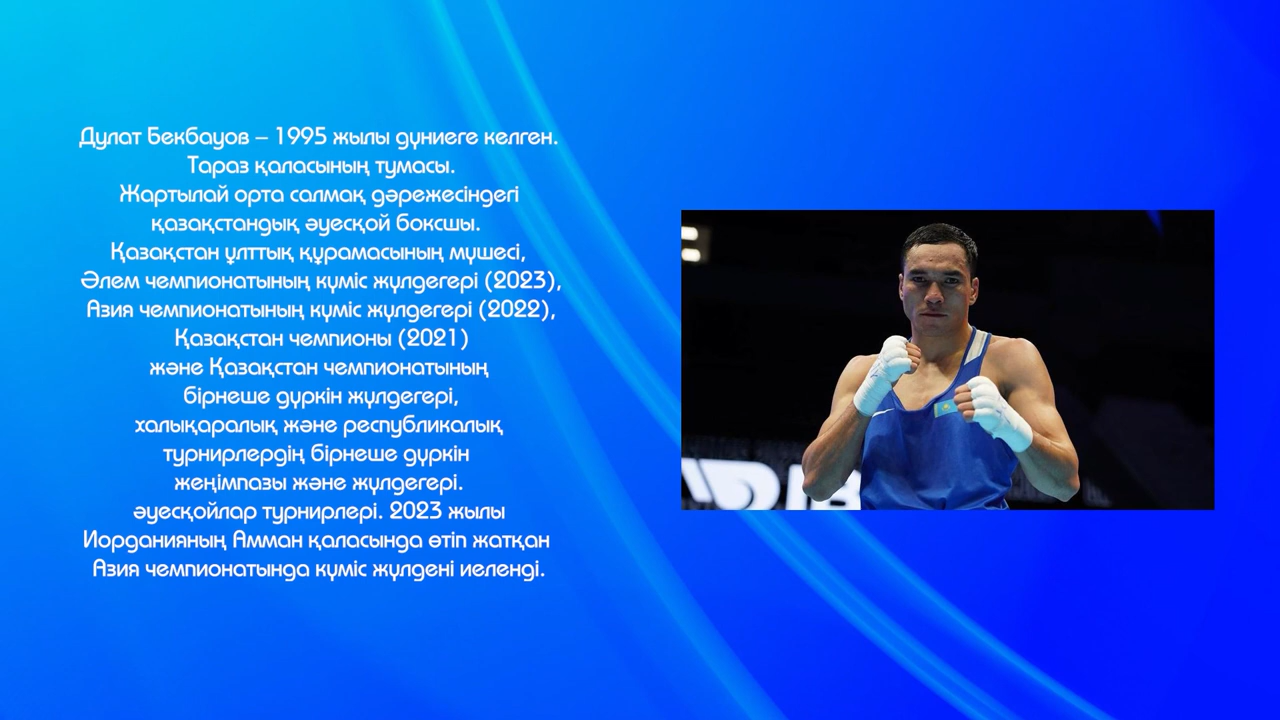 Дулат Бекбауов – 1995 жылы дүниеге келген.
Тараз қаласының тумасы.
Жартылай орта салмақ дәрежесіндегі
қазақстандық әуесқой боксшы.
Қазақстан ұлттық құрамасының мүшесі,
Әлем чемпионатының күміс жүлдегері (2023),
Азия чемпионатының күміс жүлдегері (2022),
Қазақстан чемпионы (2021)
және Қазақстан чемпионатының
бірнеше дүркін жүлдегері,
халықаралық және республикалық
турнирлердің бірнеше дүркін
жеңімпазы және жүлдегері.
әуесқойлар турнирлері. 2023 жылы
Иорданияның Амман қаласында өтіп жатқан
Азия чемпионатында күміс жүлдені иеленді.